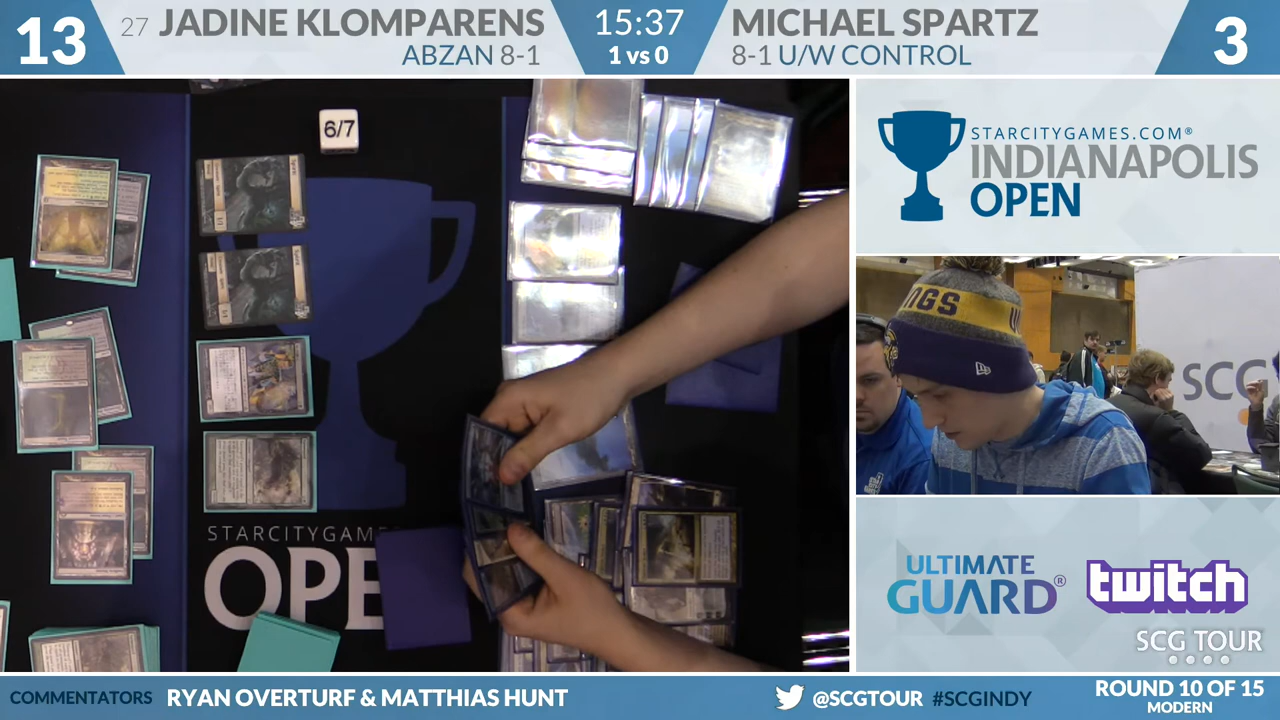 13
27 JADINE KLOMPARENS
ABZAN 8-1
15:37
1 vs 0
MICHAEL SPARTZ
8-1 U/W CONTROL
3
6/7
STARCITYGAMES.COM®
INDIANAPOLIS
OPEN
NGS
SCG
STARCITYGAME
OPE
ULTIMATE
GUARD®
twitch
SCG TOUR
COMMENTATORS RYAN OVERTURF & MATTHIAS HUNT
@SCGTOUR #SCGINDY
ROUND 10 OF 15
MODERN